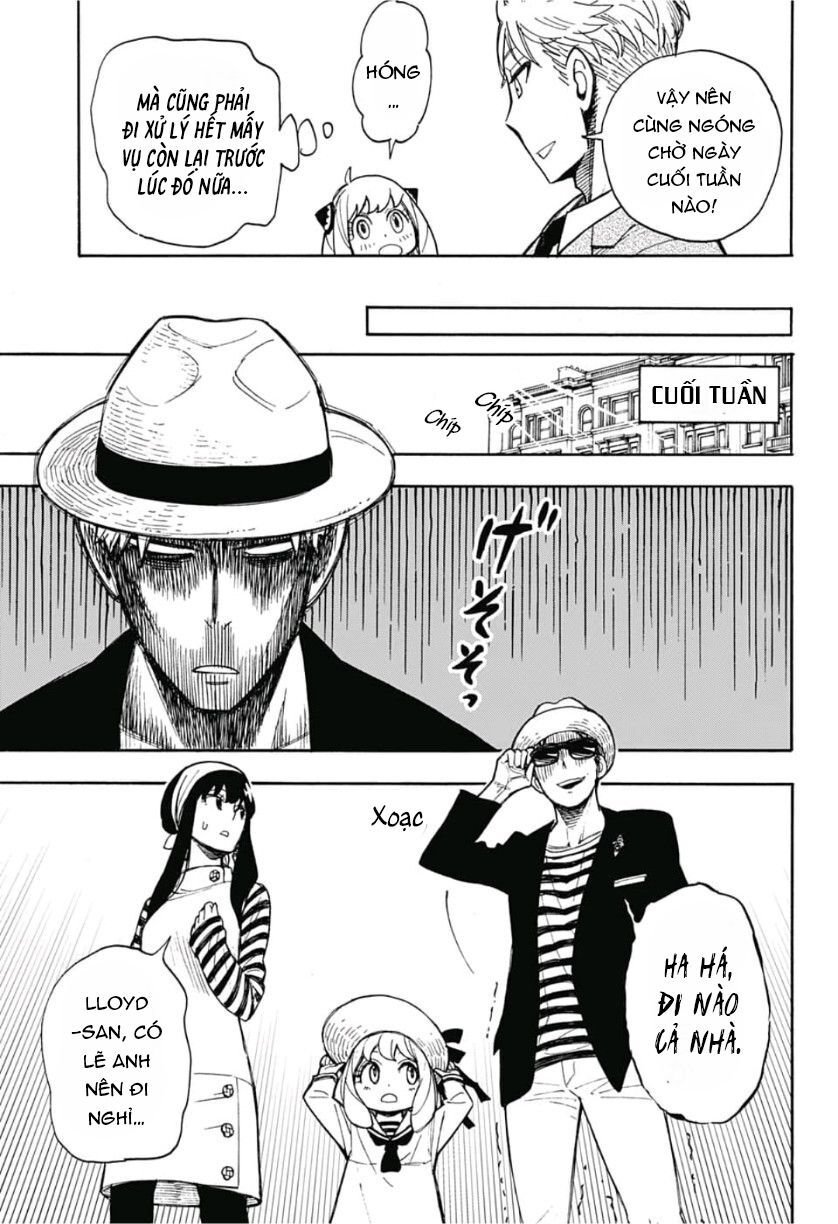 VẬY NÊN
CÙNG NGÓNG
CHỜ NGÀY
CUỐI TUẦN
NÀO!
HÓNG
...
MÀ CŨNG PHẢI
ĐI XỬ LÝ HẾT MẤY
VỤ CÒN LẠI TRƯỚC
LÚC ĐÓ NỮA...
CUỐI TUẦN
Chíp
Chíp
げそそっ
Xoạc
HA HÁ,
ĐI NÀO
CẢ NHÀ.
LLOYD
-SAN, CÓ
LẼ ANH
NÊN ĐI
NGHỈ...